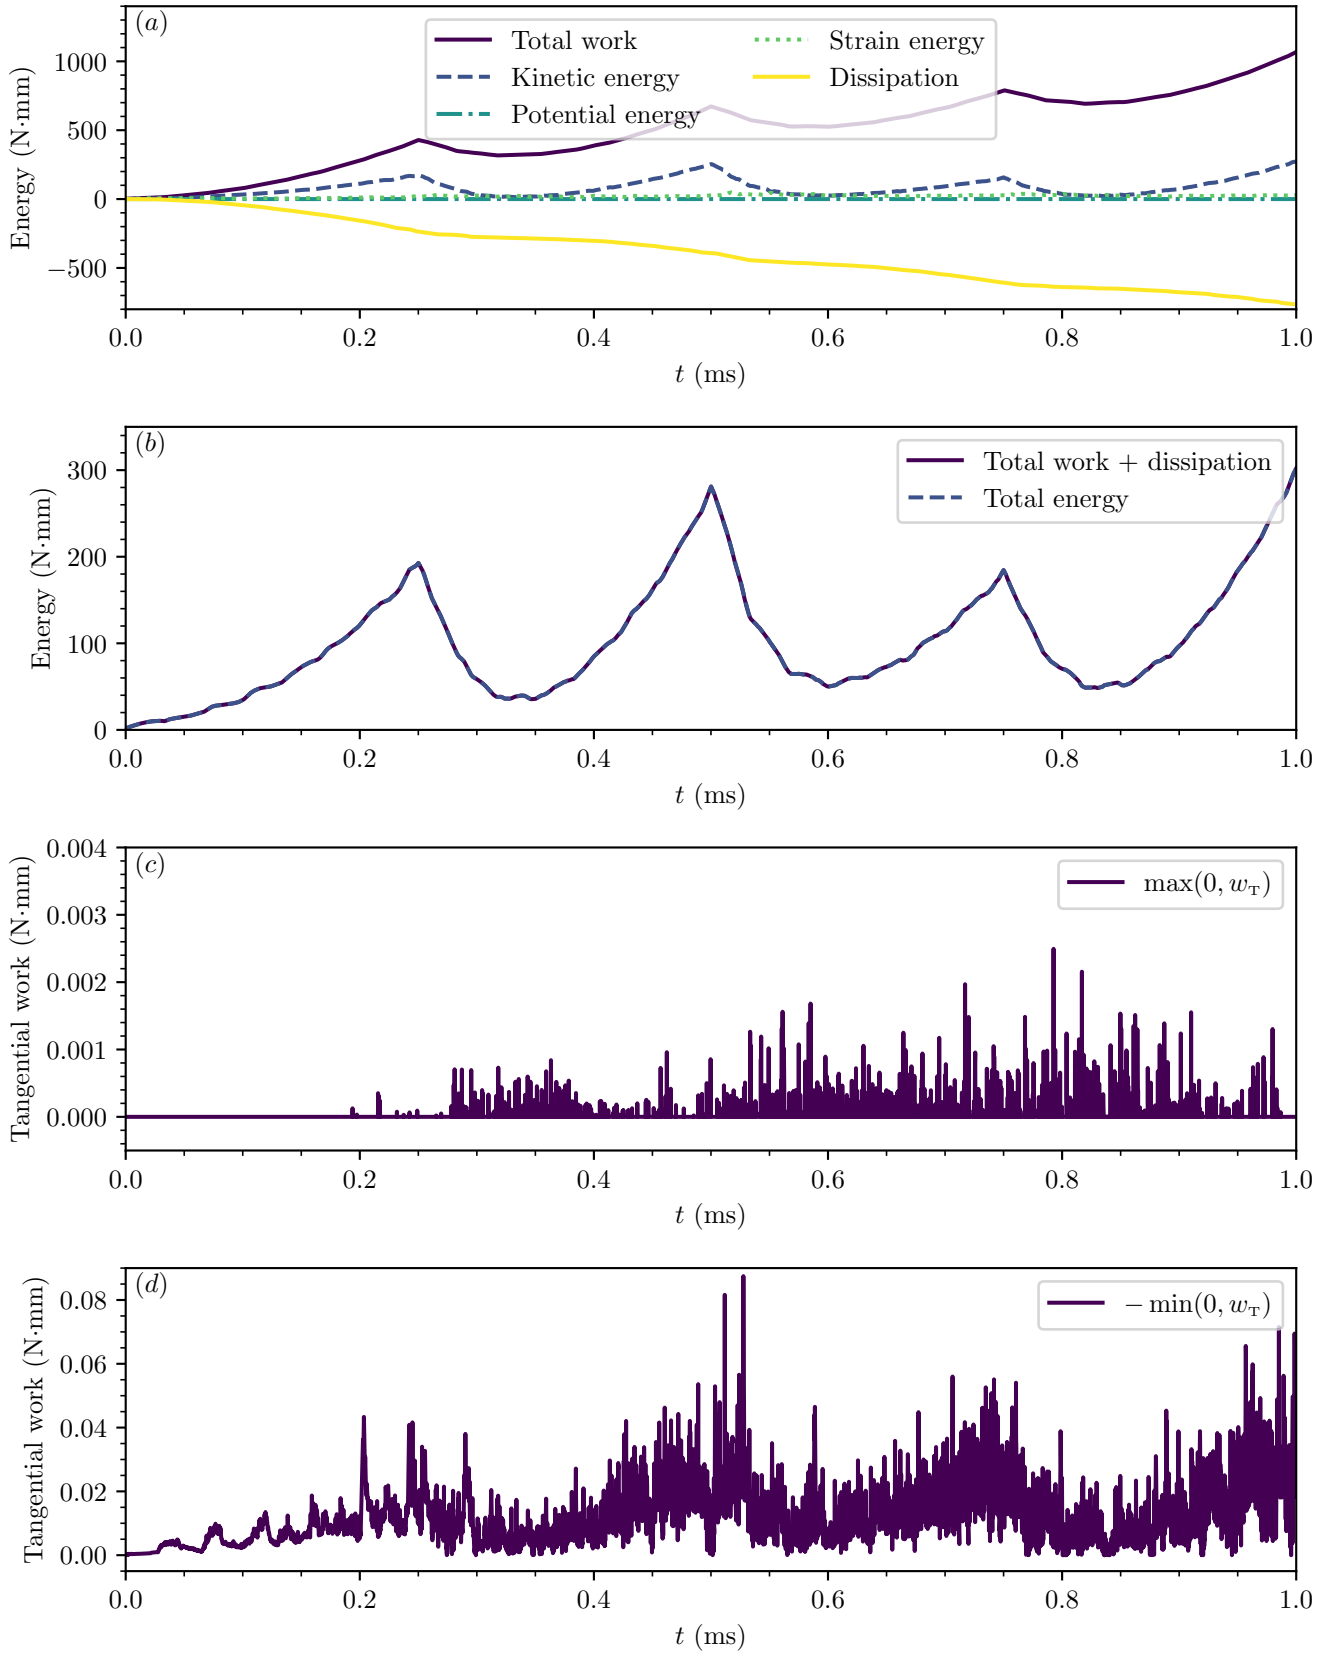 (a)
Total work
Kinetic energy
Potential energy
Strain energy
Dissipation
Energy (N·mm)
1000
500
0
−500
0.0 0.2 0.4 0.6 0.8 1.0
t (ms)
(b)
Total work + dissipation
Total energy
Energy (N·mm)
300
200
100
0
0.0 0.2 0.4 0.6 0.8 1.0
t (ms)
(c)
max(0, w_T)
Tangential work (N·mm)
0.004
0.003
0.002
0.001
0.000
0.0 0.2 0.4 0.6 0.8 1.0
t (ms)
(d)
− min(0, w_T)
Tangential work (N·mm)
0.08
0.06
0.04
0.02
0.00
0.0 0.2 0.4 0.6 0.8 1.0
t (ms)